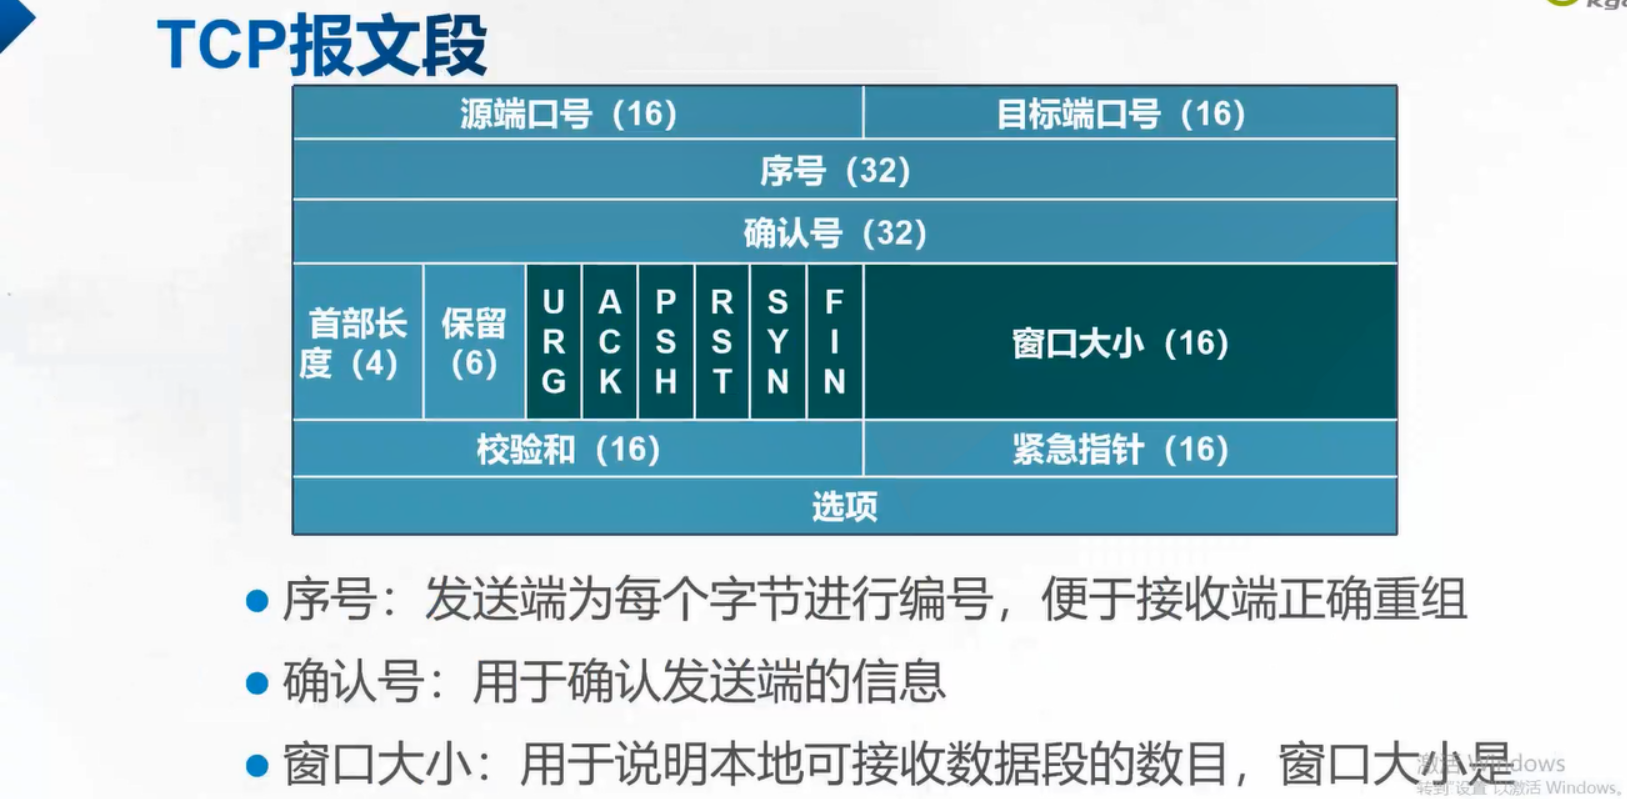 TCP报文段
源端口号（16） 目标端口号（16）
序号（32）
确认号（32）
首部长度（4） 保留（6） URG ACK PSH RST SYN FIN 窗口大小（16）
校验和（16） 紧急指针（16）
选项
序号：发送端为每个字节进行编号，便于接收端正确重组
确认号：用于确认发送端的信息
窗口大小：用于说明本地可接收数据段的数目，窗口大小是
激活 Windows
转到"设置"以激活 Windows。